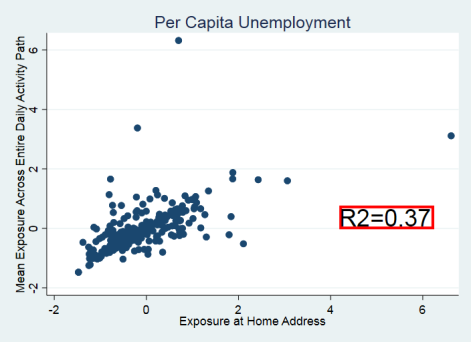 Per Capita Unemployment
Mean Exposure Across Entire Daily Activity Path
6
4
2
0
-2
R2=0.37
-2
0
2
4
6
Exposure at Home Address